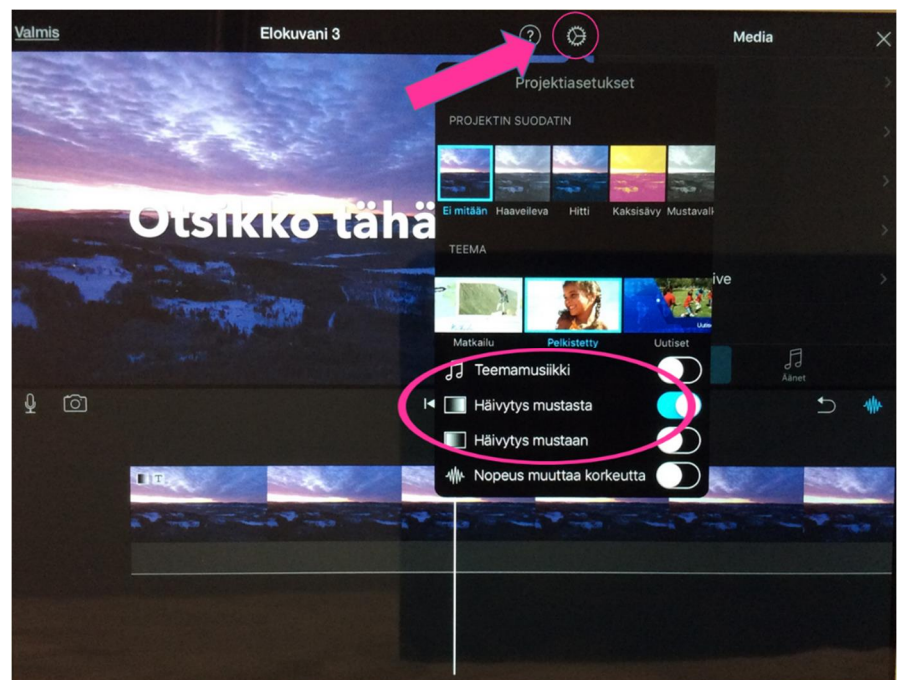 Valmis
Elokuvani 3
?
Media
Projektiasetukset
PROJEKTIN SUODATIN
Ei mitään
Haaveileva
Hitti
Kaksisävy
Mustavalk
Otsikko tähä
TEEMA
ive
Matkailu
Pelkistetty
Uutiset
Teemamusiikki
Äänet
Häivytys mustasta
Häivytys mustaan
Nopeus muuttaa korkeutta
T